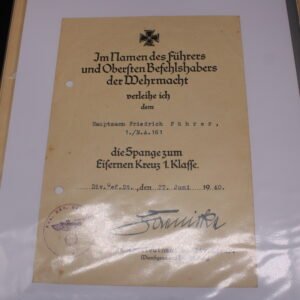 Im Namen des Führers
und Obersten Befehlshabers
der Wehrmacht
verleihe ich
dem
Hauptmann Friedrich Führer,
1./N.A.161
die Spange zum
Eisernen Kreuz 1. Klasse.
Div.Gef.St., den 27. Juni 1940.